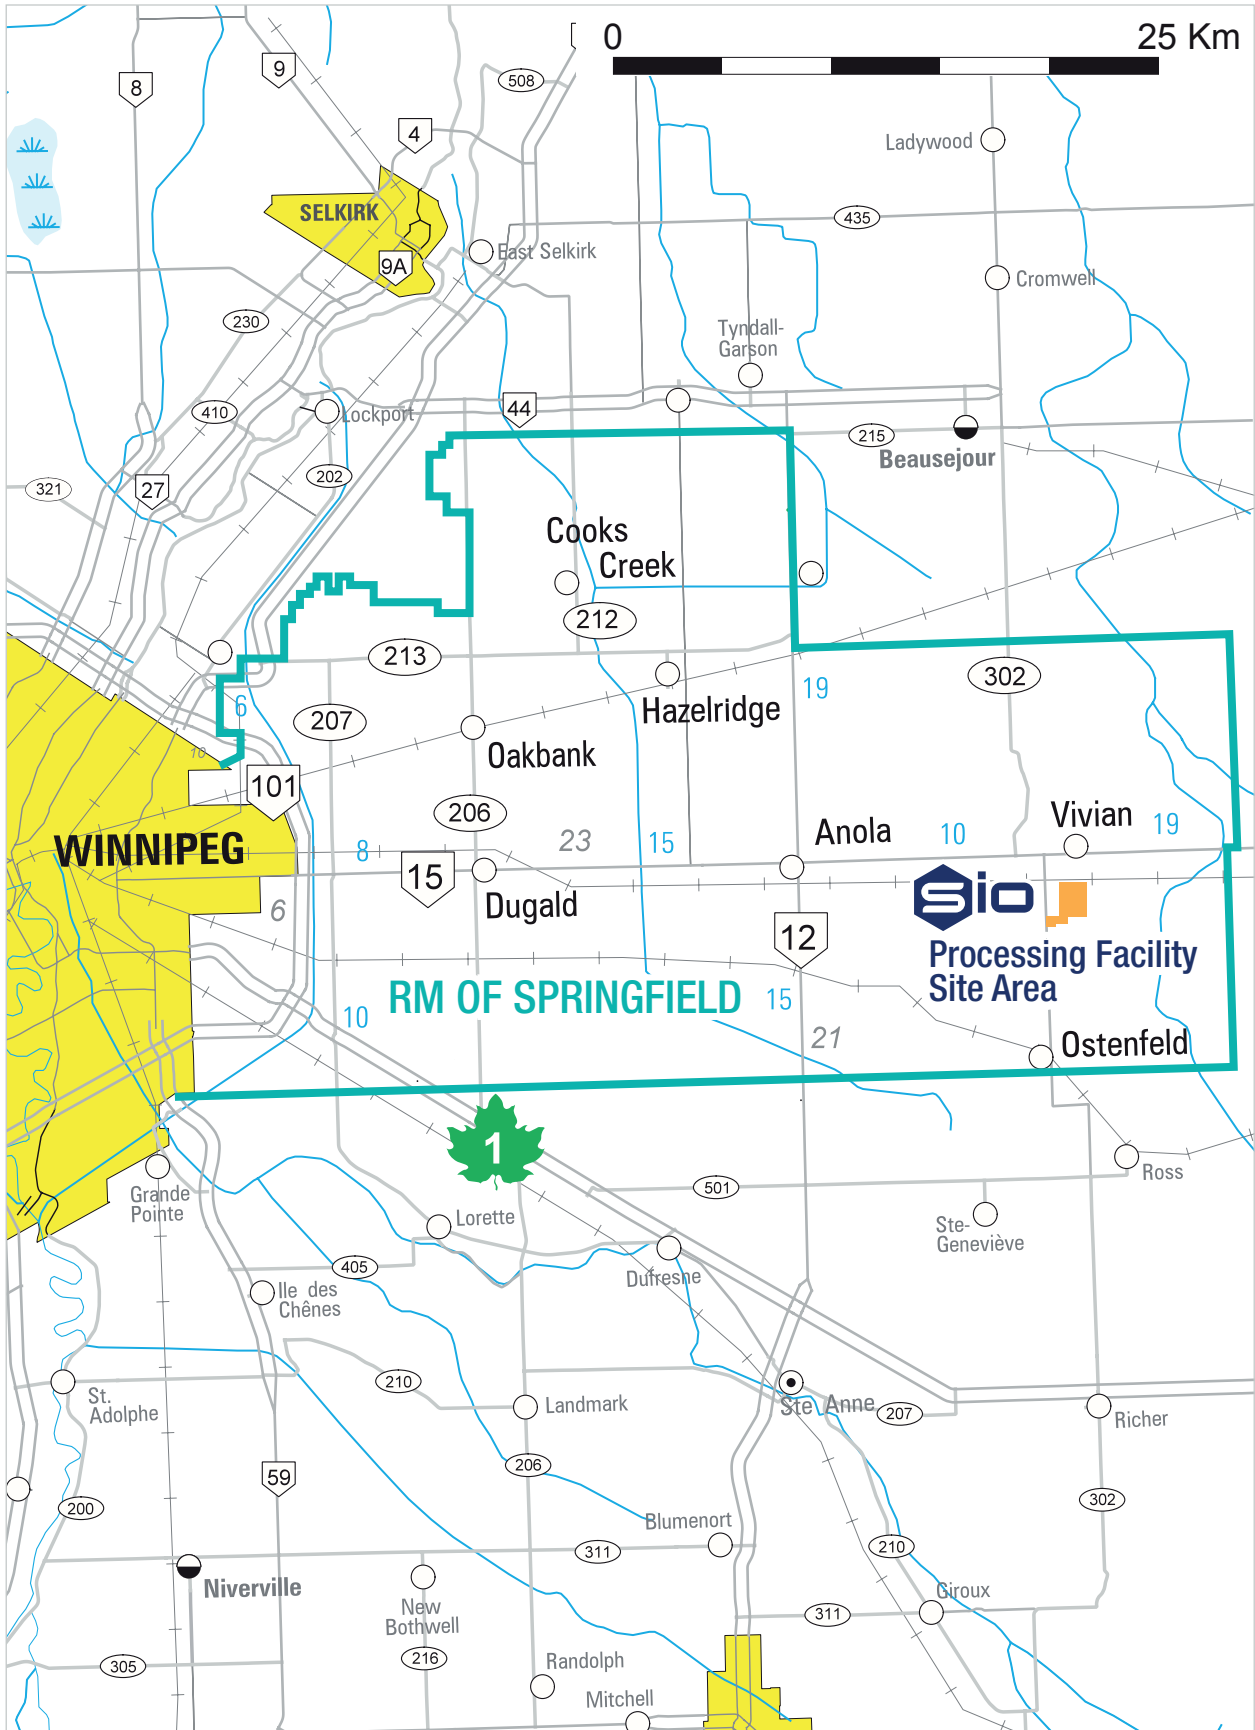 0
25 Km
8
9
508
4
Ladywood
SELKIRK
435
East Selkirk
9A
Cromwell
230
Tyndall-
Garson
410
Lockport
44
215
Beausejour
202
321
27
Cooks
Creek
212
213
302
19
6
207
Hazelridge
10
Oakbank
101
206
Vivian
WINNIPEG
8
23
15
Anola
10
19
15
Dugald
6
Sio
12
Processing Facility
Site Area
RM OF SPRINGFIELD
15
10
21
Ostenfeld
1
Ross
501
Grande
Pointe
Lorette
Ste-
Geneviève
405
Dufresne
Ile des
Chênes
210
St.
Adolphe
Landmark
Ste Anne
207
Richer
206
59
200
302
Blumenort
311
210
Niverville
New
Bothwell
Giroux
311
216
305
Randolph
Mitchell